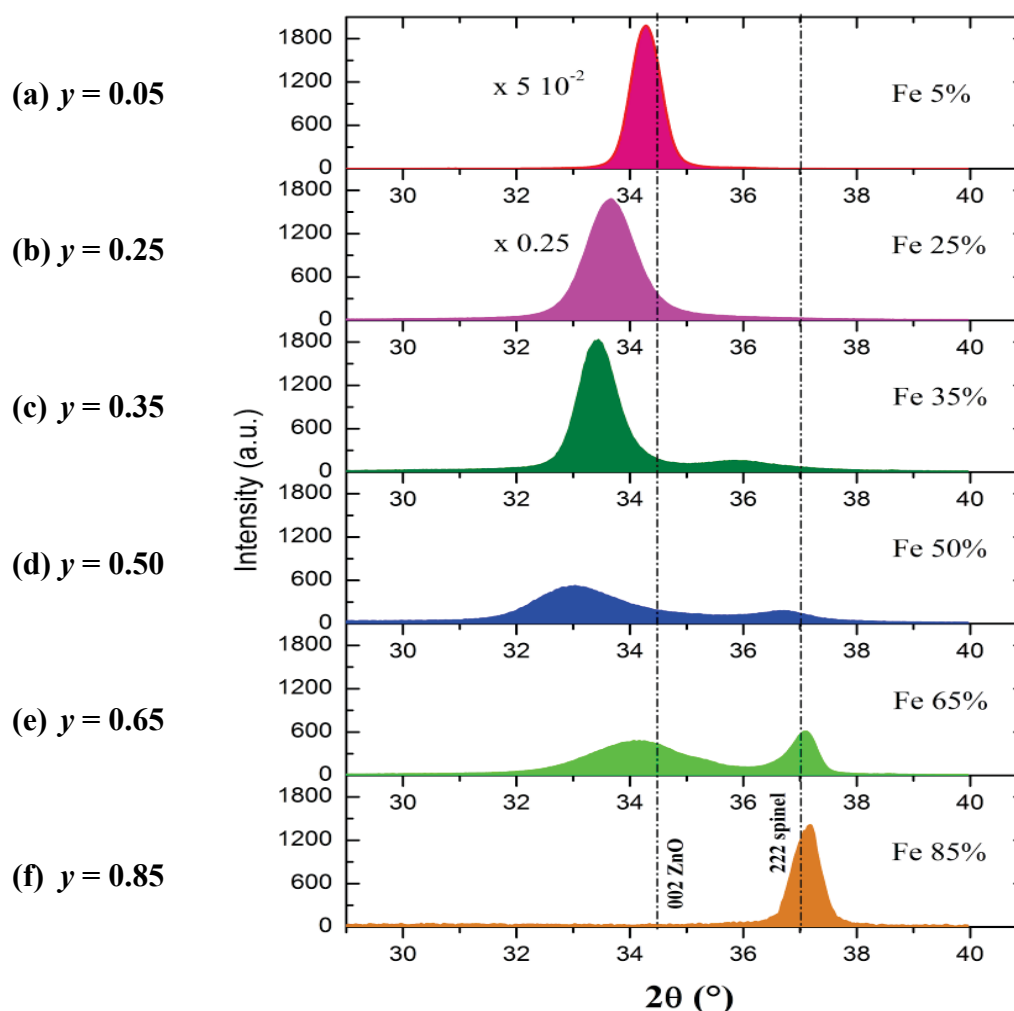 (a) y = 0.05
1800
1200
600
0
x 5 10⁻²
Fe 5%
30 32 34 36 38 40
(b) y = 0.25
1800
1200
600
0
x 0.25
Fe 25%
30 32 34 36 38 40
(c) y = 0.35
1800
1200
600
0
Fe 35%
30 32 34 36 38 40
Intensity (a.u.)
(d) y = 0.50
1800
1200
600
0
Fe 50%
30 32 34 36 38 40
(e) y = 0.65
1800
1200
600
0
Fe 65%
30 32 34 36 38 40
(f) y = 0.85
1800
1200
600
0
002 ZnO
222 spinel
Fe 85%
30 32 34 36 38 40
2θ (°)